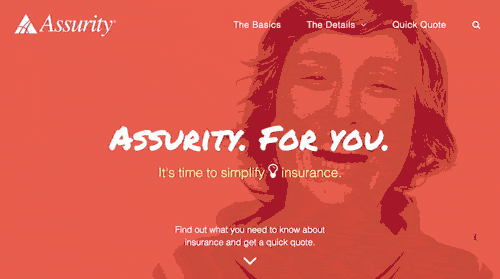 Assurity®
The Basics
The Details
Quick Quote
Assurity. For you.
It's time to simplify insurance.
Find out what you need to know about
insurance and get a quick quote.